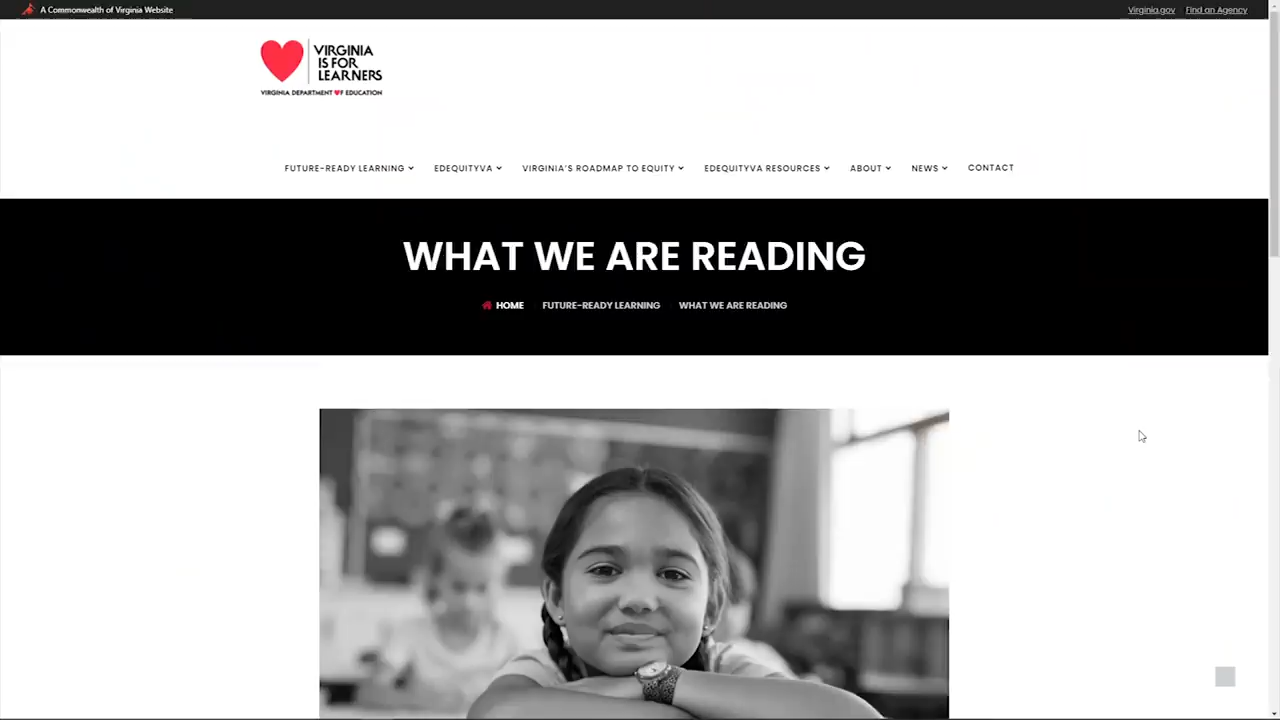 A Commonwealth of Virginia Website
Virginia.gov Find an Agency
VIRGINIA
IS FOR
LEARNERS
VIRGINIA DEPARTMENT OF EDUCATION
FUTURE-READY LEARNING EDEQUITYVA VIRGINIA'S ROADMAP TO EQUITY EDEQUITYVA RESOURCES ABOUT NEWS CONTACT
WHAT WE ARE READING
HOME FUTURE-READY LEARNING WHAT WE ARE READING